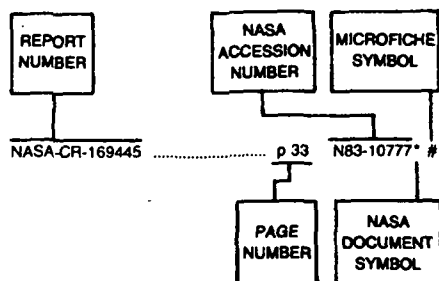 REPORT
NUMBER
NASA
ACCESSION
NUMBER
MICROFICHE
SYMBOL
NASA-CR-169445 .................... p 33 N83-10777* #
PAGE
NUMBER
NASA
DOCUMENT
SYMBOL